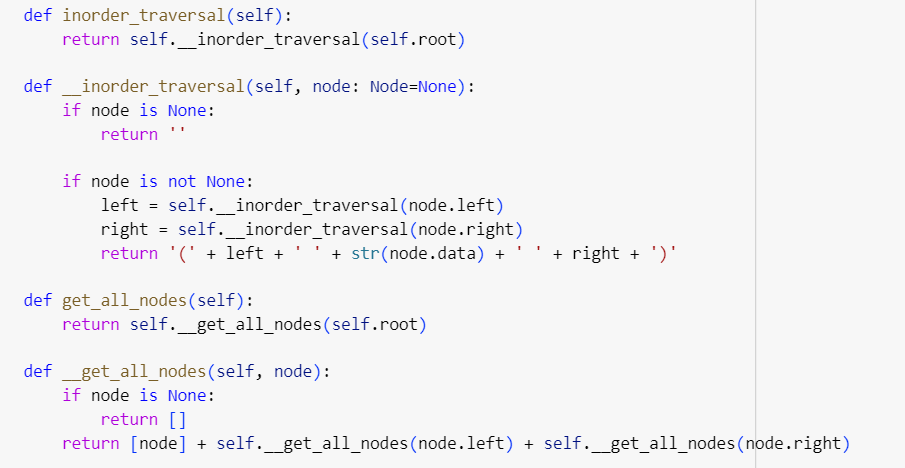 def inorder_traversal(self):
    return self.__inorder_traversal(self.root)

def __inorder_traversal(self, node: Node=None):
    if node is None:
        return ''

    if node is not None:
        left = self.__inorder_traversal(node.left)
        right = self.__inorder_traversal(node.right)
        return '(' + left + ' ' + str(node.data) + ' ' + right + ')'

def get_all_nodes(self):
    return self.__get_all_nodes(self.root)

def __get_all_nodes(self, node):
    if node is None:
        return []
    return [node] + self.__get_all_nodes(node.left) + self.__get_all_nodes(node.right)